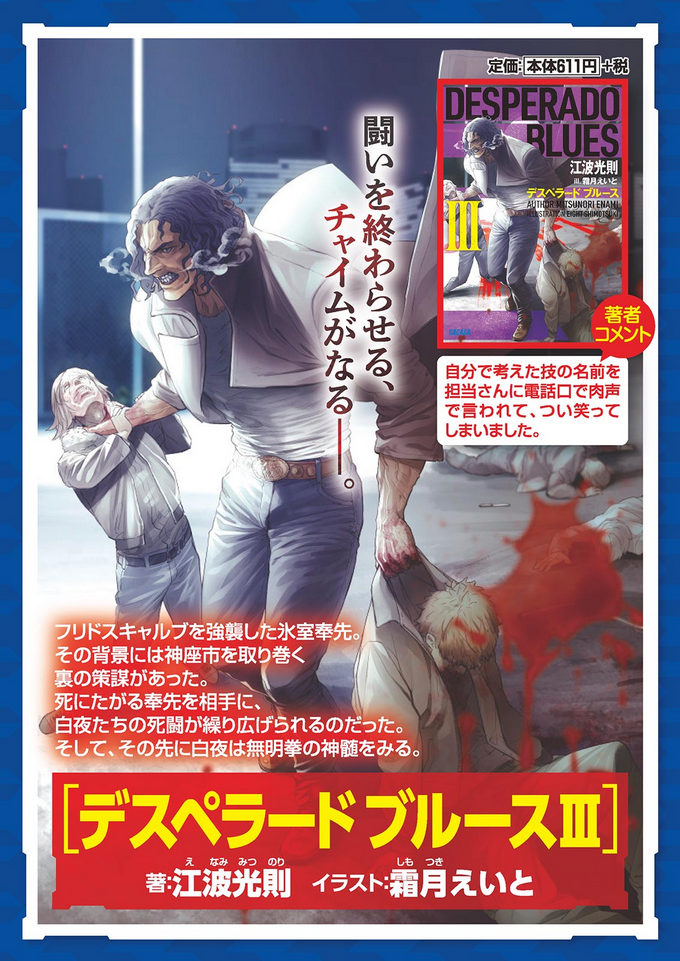 定価:本体611円+税
DESPERADO
BLUES
江波光則
ill.霜月えいと
デスペラード ブルース
AUTHOR MITSUNORI ENAMI
ILLUSTRATION EIGHT SHIMOTSUKI
III
GAGAGA
闘いを終わらせる、
チャイムがなる――。
著者
コメント
自分で考えた技の名前を
担当さんに電話口で肉声
で言われて、つい笑って
しまいました。
フリドスキャルブを強襲した氷室奉先。
その背景には神座市を取り巻く
裏の策謀があった。
死にたがる奉先を相手に、
白夜たちの死闘が繰り広げられるのだった。
そして、その先に白夜は無明拳の神髄をみる。
[デスペラード ブルースIII]
え なみ みつ のり しも つき
著:江波光則 イラスト:霜月えいと